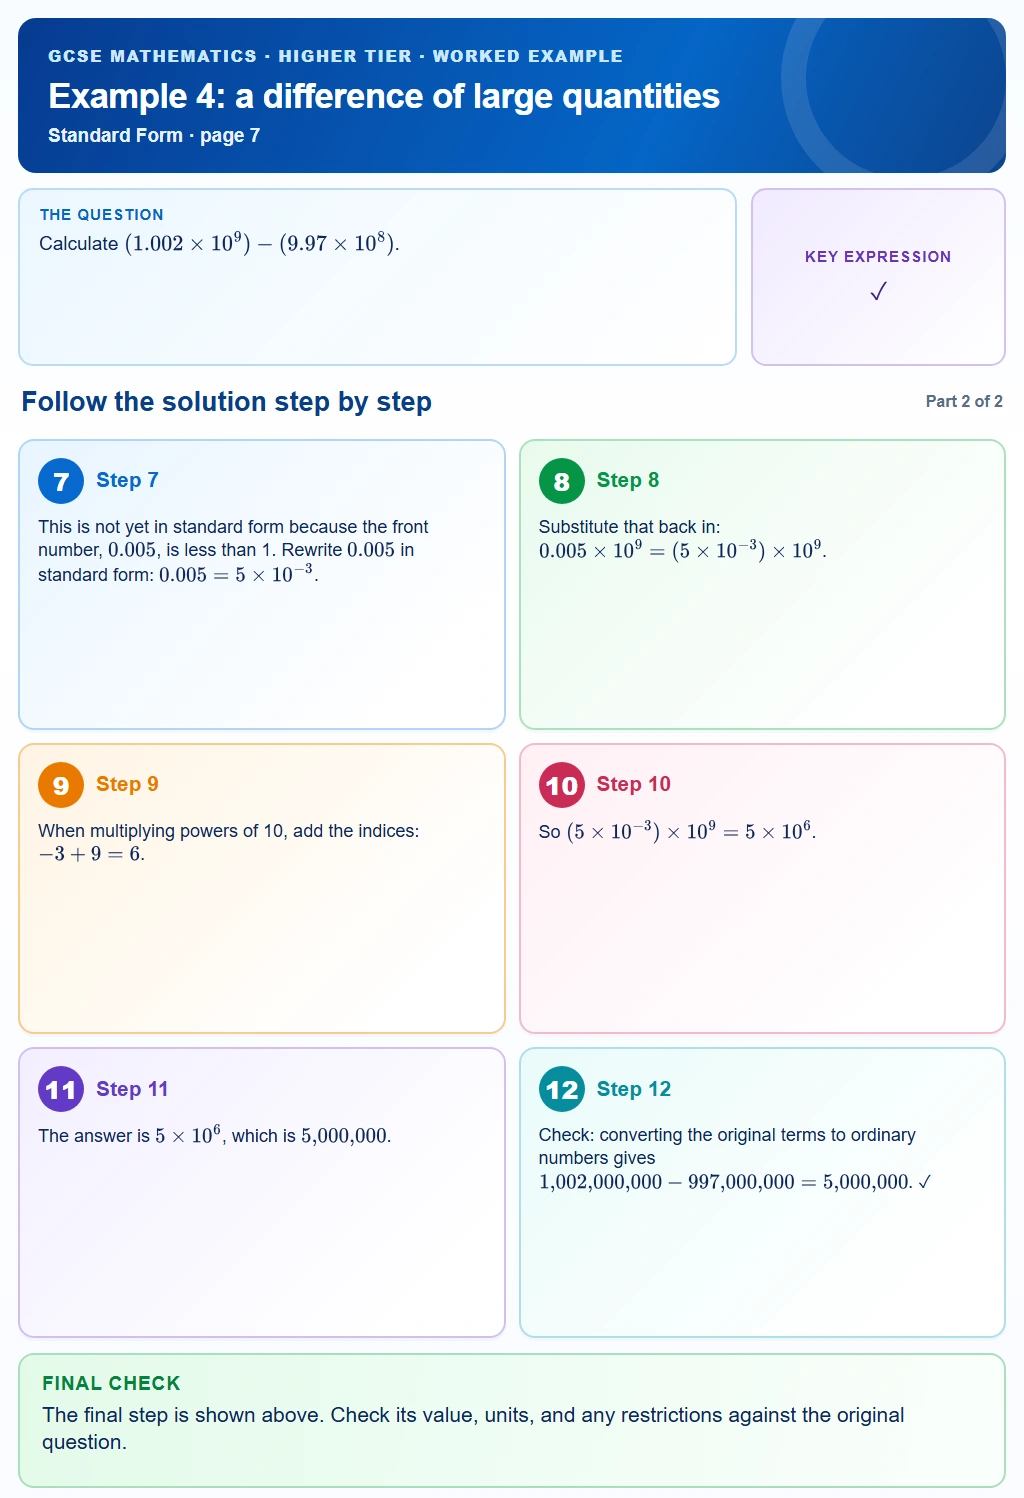 GCSE MATHEMATICS · HIGHER TIER · WORKED EXAMPLE
Example 4: a difference of large quantities
Standard Form · page 7
THE QUESTION
Calculate (1.002 × 10⁹) − (9.97 × 10⁸).
KEY EXPRESSION
✓
Follow the solution step by step
Part 2 of 2
7 Step 7
This is not yet in standard form because the front
number, 0.005, is less than 1. Rewrite 0.005 in
standard form: 0.005 = 5 × 10⁻³.
8 Step 8
Substitute that back in:
0.005 × 10⁹ = (5 × 10⁻³) × 10⁹.
9 Step 9
When multiplying powers of 10, add the indices:
−3 + 9 = 6.
10 Step 10
So (5 × 10⁻³) × 10⁹ = 5 × 10⁶.
11 Step 11
The answer is 5 × 10⁶, which is 5,000,000.
12 Step 12
Check: converting the original terms to ordinary
numbers gives
1,002,000,000 − 997,000,000 = 5,000,000. ✓
FINAL CHECK
The final step is shown above. Check its value, units, and any restrictions against the original
question.